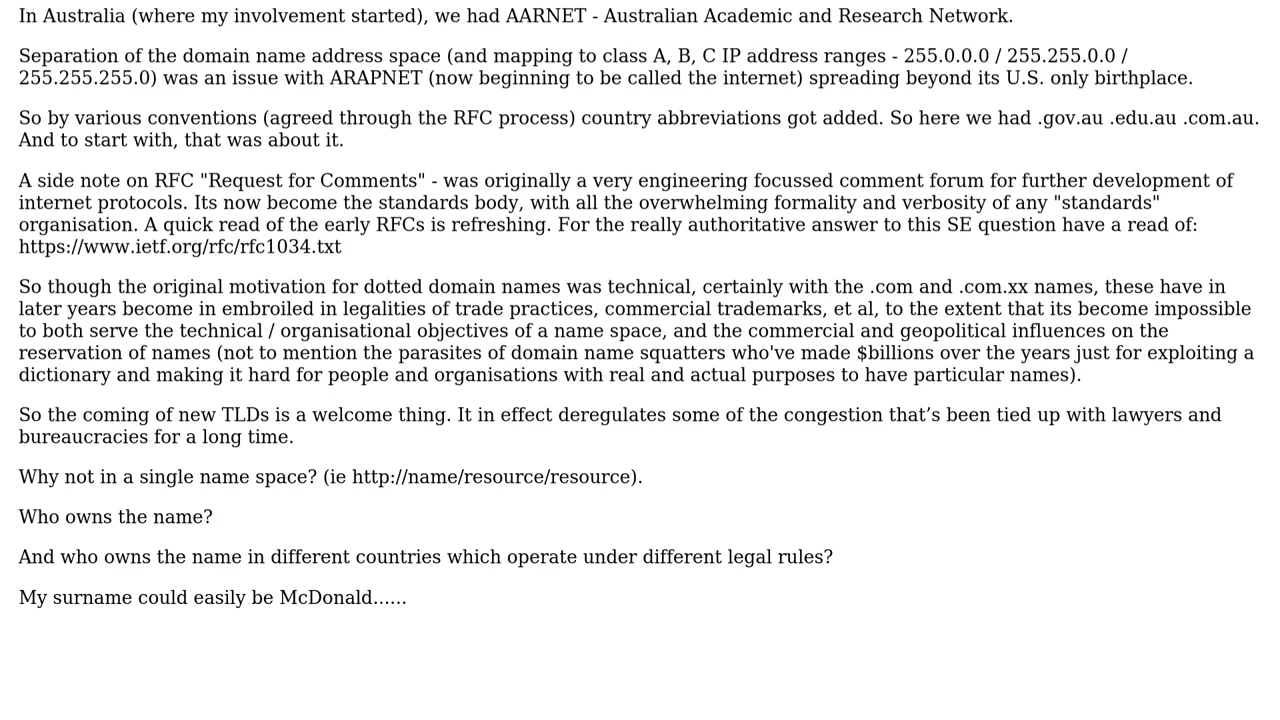 In Australia (where my involvement started), we had AARNET - Australian Academic and Research Network.
Separation of the domain name address space (and mapping to class A, B, C IP address ranges - 255.0.0.0 / 255.255.0.0 /
255.255.255.0) was an issue with ARAPNET (now beginning to be called the internet) spreading beyond its U.S. only birthplace.
So by various conventions (agreed through the RFC process) country abbreviations got added. So here we had .gov.au .edu.au .com.au.
And to start with, that was about it.
A side note on RFC "Request for Comments" - was originally a very engineering focussed comment forum for further development of
internet protocols. Its now become the standards body, with all the overwhelming formality and verbosity of any "standards"
organisation. A quick read of the early RFCs is refreshing. For the really authoritative answer to this SE question have a read of:
https://www.ietf.org/rfc/rfc1034.txt
So though the original motivation for dotted domain names was technical, certainly with the .com and .com.xx names, these have in
later years become in embroiled in legalities of trade practices, commercial trademarks, et al, to the extent that its become impossible
to both serve the technical / organisational objectives of a name space, and the commercial and geopolitical influences on the
reservation of names (not to mention the parasites of domain name squatters who've made $billions over the years just for exploiting a
dictionary and making it hard for people and organisations with real and actual purposes to have particular names).
So the coming of new TLDs is a welcome thing. It in effect deregulates some of the congestion that’s been tied up with lawyers and
bureaucracies for a long time.
Why not in a single name space? (ie http://name/resource/resource).
Who owns the name?
And who owns the name in different countries which operate under different legal rules?
My surname could easily be McDonald......